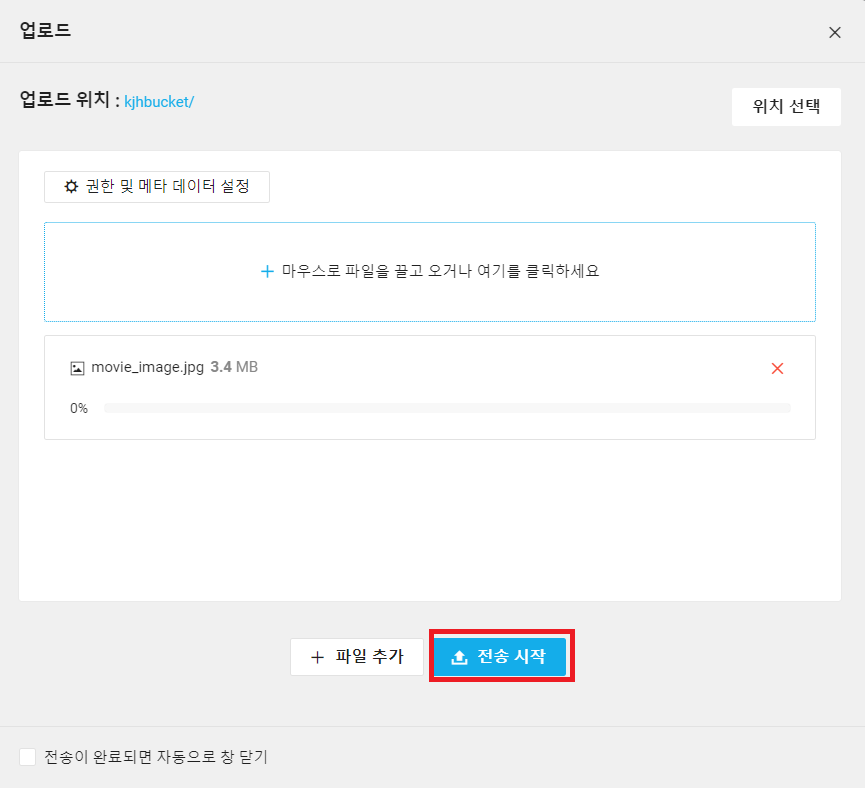 업로드
업로드 위치 : kjhbucket/
위치 선택
권한 및 메타 데이터 설정
마우스로 파일을 끌고 오거나 여기를 클릭하세요
movie_image.jpg 3.4 MB
0%
파일 추가
전송 시작
전송이 완료되면 자동으로 창 닫기